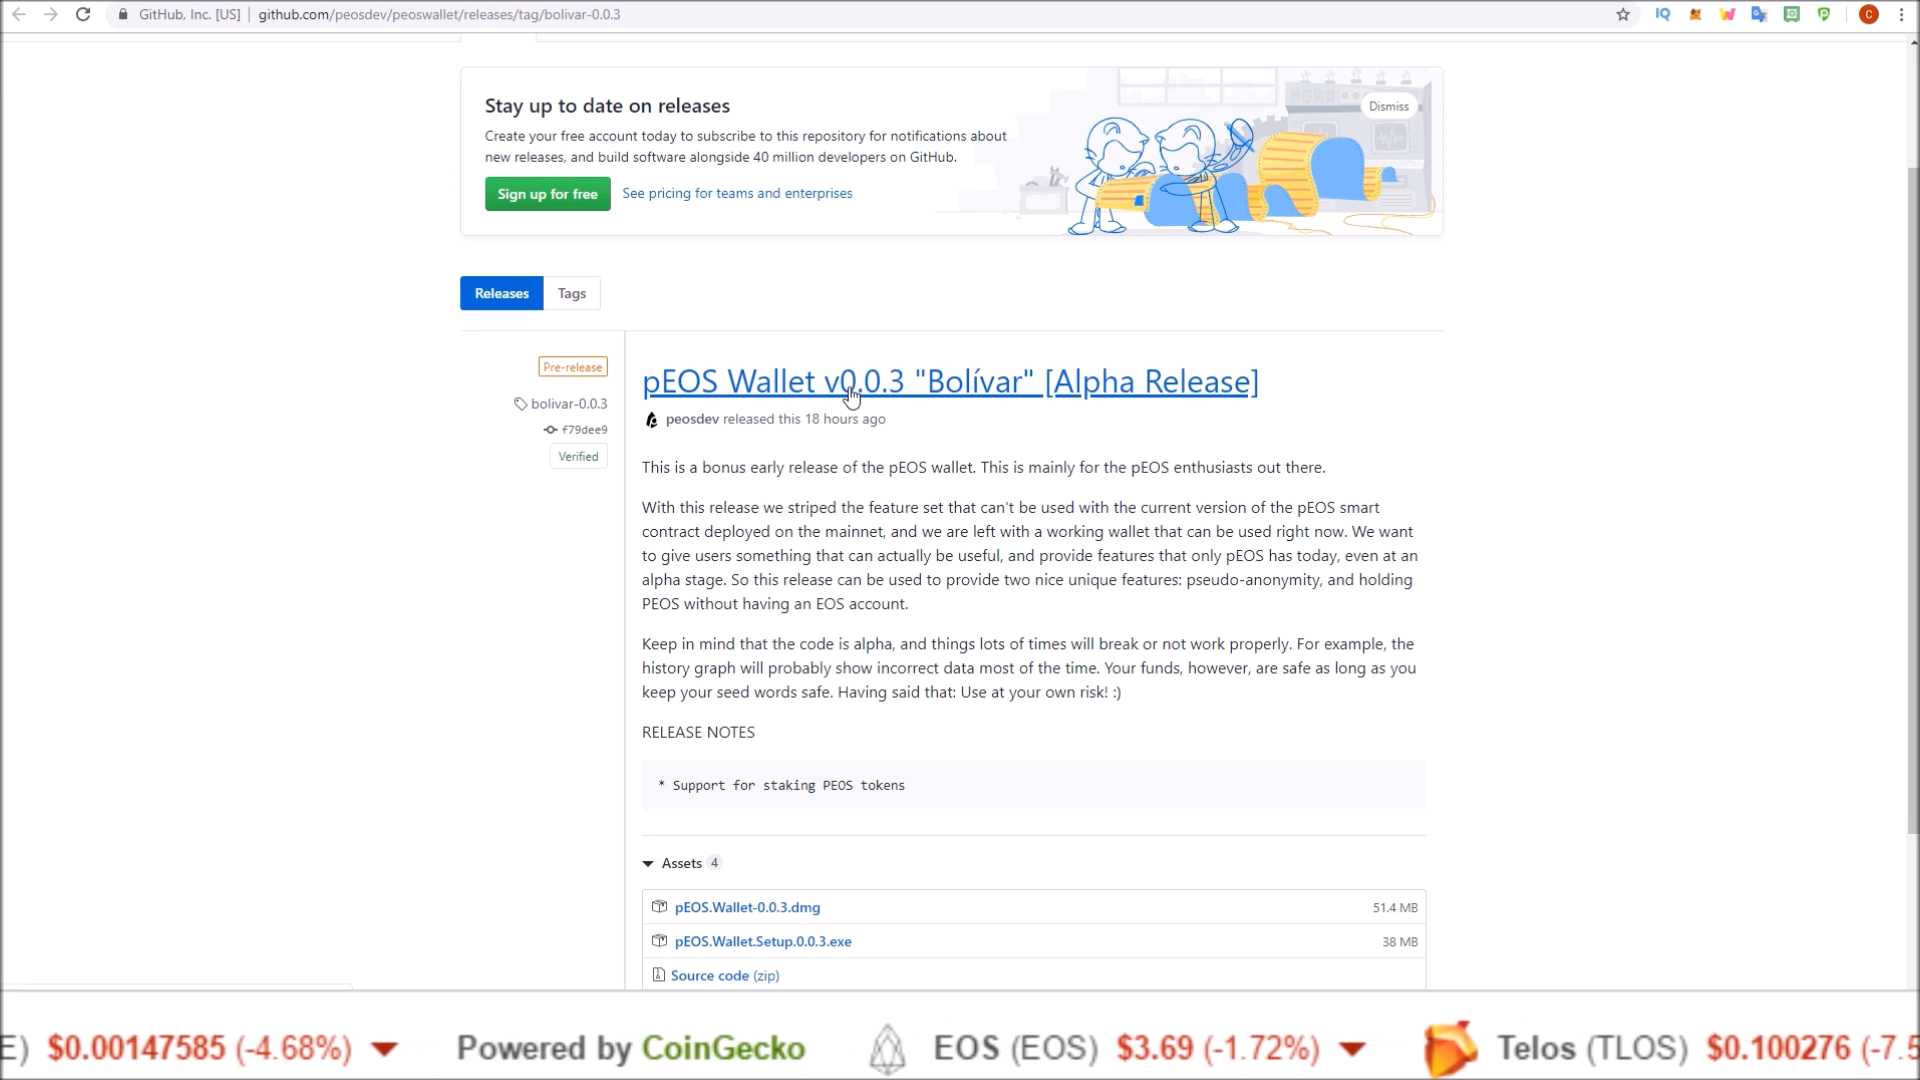 GitHub, Inc. [US] github.com/peosdev/peoswallet/releases/tag/bolivar-0.0.3
IQ
C
Stay up to date on releases
Dismiss
Create your free account today to subscribe to this repository for notifications about
new releases, and build software alongside 40 million developers on GitHub.
Sign up for free See pricing for teams and enterprises
Releases Tags
Pre-release
bolivar-0.0.3
f79dee9
Verified
pEOS Wallet v0.0.3 "Bolívar" [Alpha Release]
peosdev released this 18 hours ago
This is a bonus early release of the pEOS wallet. This is mainly for the pEOS enthusiasts out there.
With this release we striped the feature set that can't be used with the current version of the pEOS smart
contract deployed on the mainnet, and we are left with a working wallet that can be used right now. We want
to give users something that can actually be useful, and provide features that only pEOS has today, even at an
alpha stage. So this release can be used to provide two nice unique features: pseudo-anonymity, and holding
PEOS without having an EOS account.
Keep in mind that the code is alpha, and things lots of times will break or not work properly. For example, the
history graph will probably show incorrect data most of the time. Your funds, however, are safe as long as you
keep your seed words safe. Having said that: Use at your own risk! :)
RELEASE NOTES
* Support for staking PEOS tokens
Assets 4
pEOS.Wallet-0.0.3.dmg 51.4 MB
pEOS.Wallet.Setup.0.0.3.exe 38 MB
Source code (zip)
E) $0.00147585 (-4.68%) Powered by CoinGecko EOS (EOS) $3.69 (-1.72%) Telos (TLOS) $0.100276 (-7.5